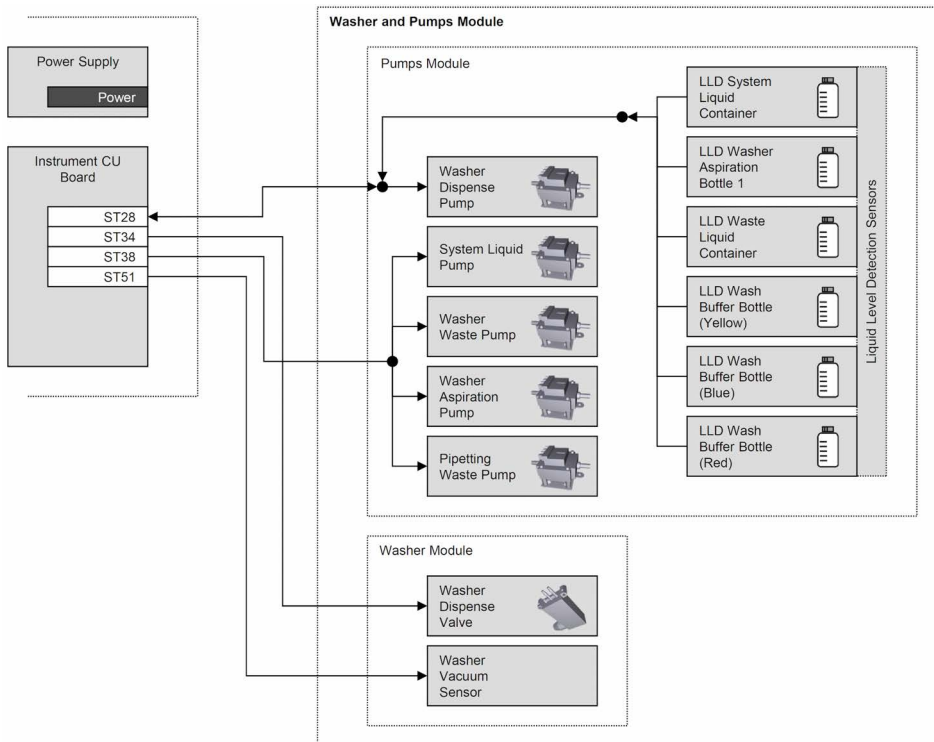 Washer and Pumps Module
Power Supply
Power
Instrument CU
Board
ST28
ST34
ST38
ST51
Pumps Module
Washer
Dispense
Pump
System Liquid
Pump
Washer
Waste Pump
Washer
Aspiration
Pump
Pipetting
Waste Pump
LLD System
Liquid
Container
LLD Washer
Aspiration
Bottle 1
LLD Waste
Liquid
Container
LLD Wash
Buffer Bottle
(Yellow)
LLD Wash
Buffer Bottle
(Blue)
LLD Wash
Buffer Bottle
(Red)
Liquid Level Detection Sensors
Washer Module
Washer
Dispense
Valve
Washer
Vacuum
Sensor